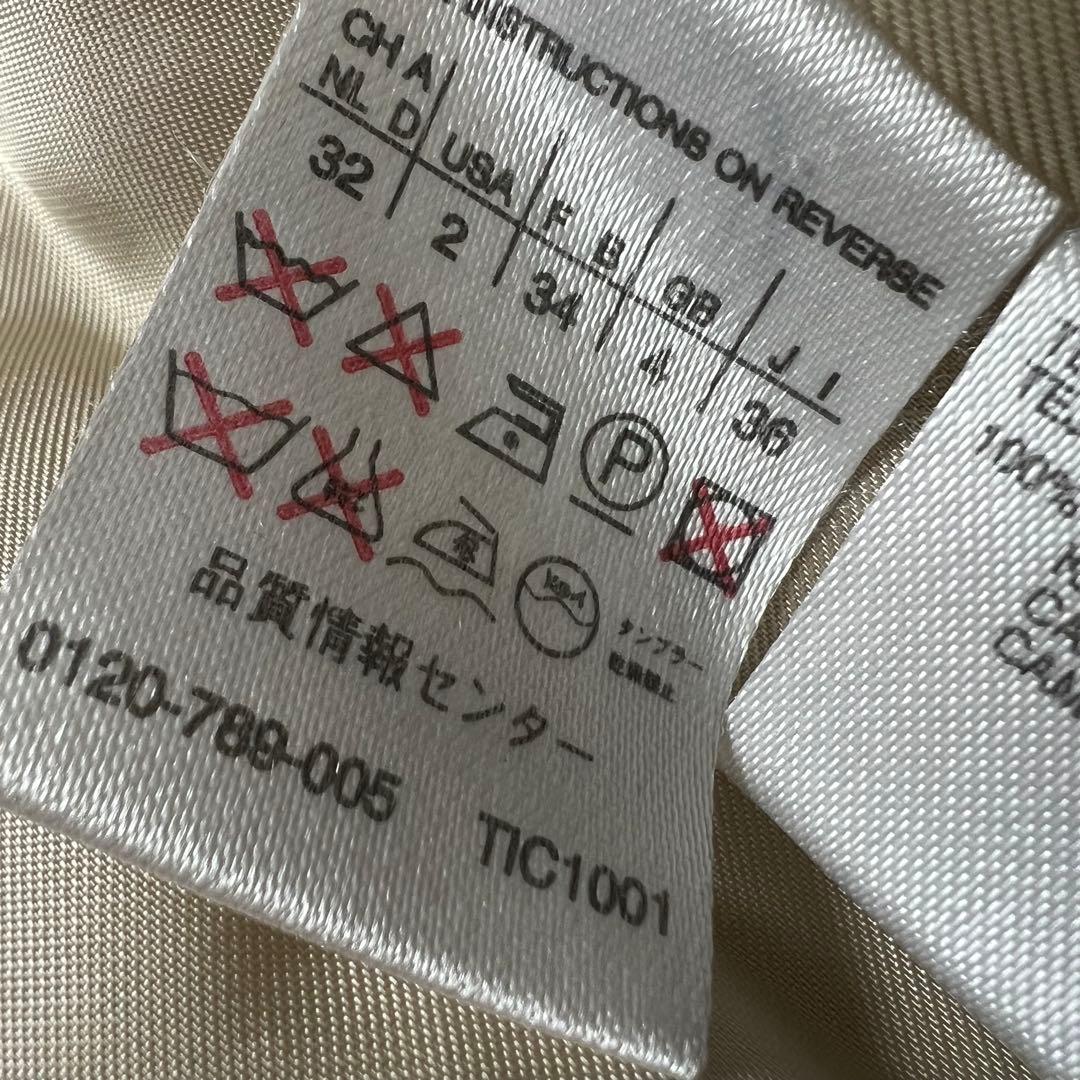 INSTRUCTIONS ON REVERSE
CH A
NL D USA F B GB J I
32 2 34 4 36
P
品質情報センター
タンブラー
乾燥禁止
0120-789-005 TIC1001
100%